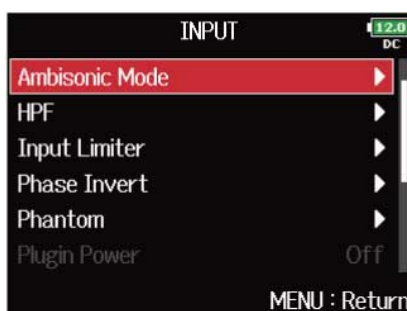 INPUT
12.0
DC
Ambisonic Mode
HPF
Input Limiter
Phase Invert
Phantom
Plugin Power Off
MENU : Return